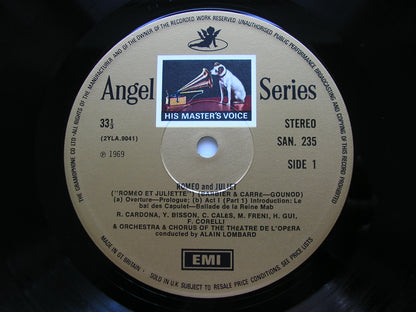 ALL RIGHTS OF THE MANUFACTURER AND OF THE OWNER OF THE RECORDED WORK RESERVED UNAUTHORISED PUBLIC PERFORMANCE BROADCASTING AND COPYING OF THIS RECORD PROHIBITED
THE GRAMOPHONE CO LTD
Angel Series
HIS MASTER'S VOICE
33⅓ STEREO
(2YLA.9041) SAN. 235
Ⓟ 1969 SIDE 1
ROMEO and JULIET
("ROMEO ET JULIETTE") (BARBIER & CARRE—GOUNOD)
(a) Overture—Prologue; (b) Act I (Part 1) Introduction: Le
bal des Capulet—Ballade de la Reine Mab
R. CARDONA, Y. BISSON, C. CALES, M. FRENI, H. GUI,
F. CORELLI
& ORCHESTRA & CHORUS OF THE THEATRE DE L'OPERA
conducted by ALAIN LOMBARD
EMI
MADE IN GT. BRITAIN · SOLD IN U.K. SUBJECT TO RESALE PRICE CONDITIONS, SEE PRICE LISTS